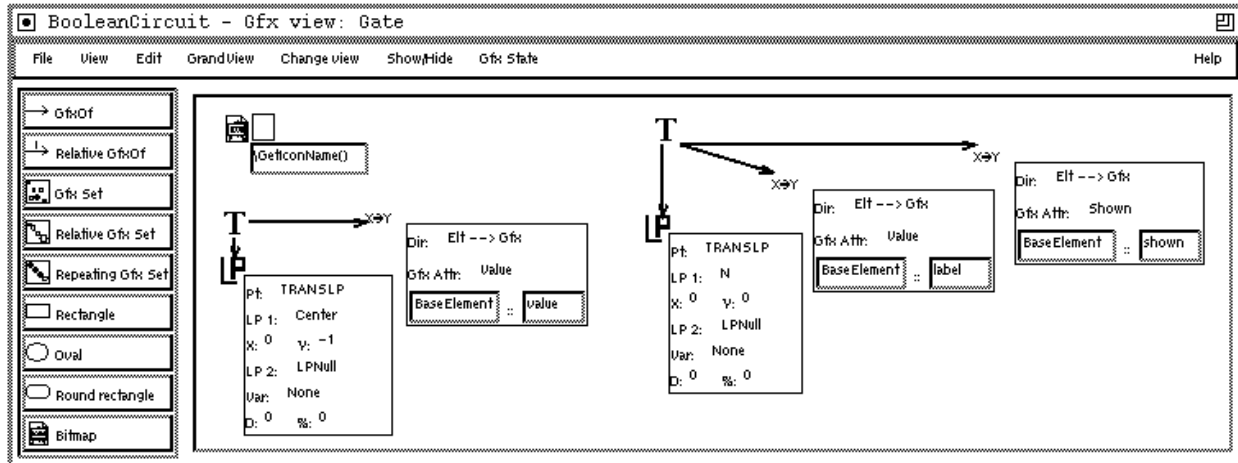 BooleanCircuit - Gfx view: Gate
File View Edit GrandView Change view Show/Hide Gfx State Help
GfxOf
Relative GfxOf
Gfx Set
Relative Gfx Set
Repeating Gfx Set
Rectangle
Oval
Round rectangle
Bitmap
\GetIconName()
T
X→Y
LP
Pt: TRANSLP
LP 1: Center
X: 0 Y: -1
LP 2: LPNull
Var: None
D: 0 %: 0
Dir: Elt --> Gfx
Gfx Attr: Value
BaseElement :: value
T
X→Y
X→Y
LP
Pt: TRANSLP
LP 1: N
X: 0 Y: 0
LP 2: LPNull
Var: None
D: 0 %: 0
Dir: Elt --> Gfx
Gfx Attr: Value
BaseElement :: label
Dir: Elt --> Gfx
Gfx Attr: Shown
BaseElement :: shown